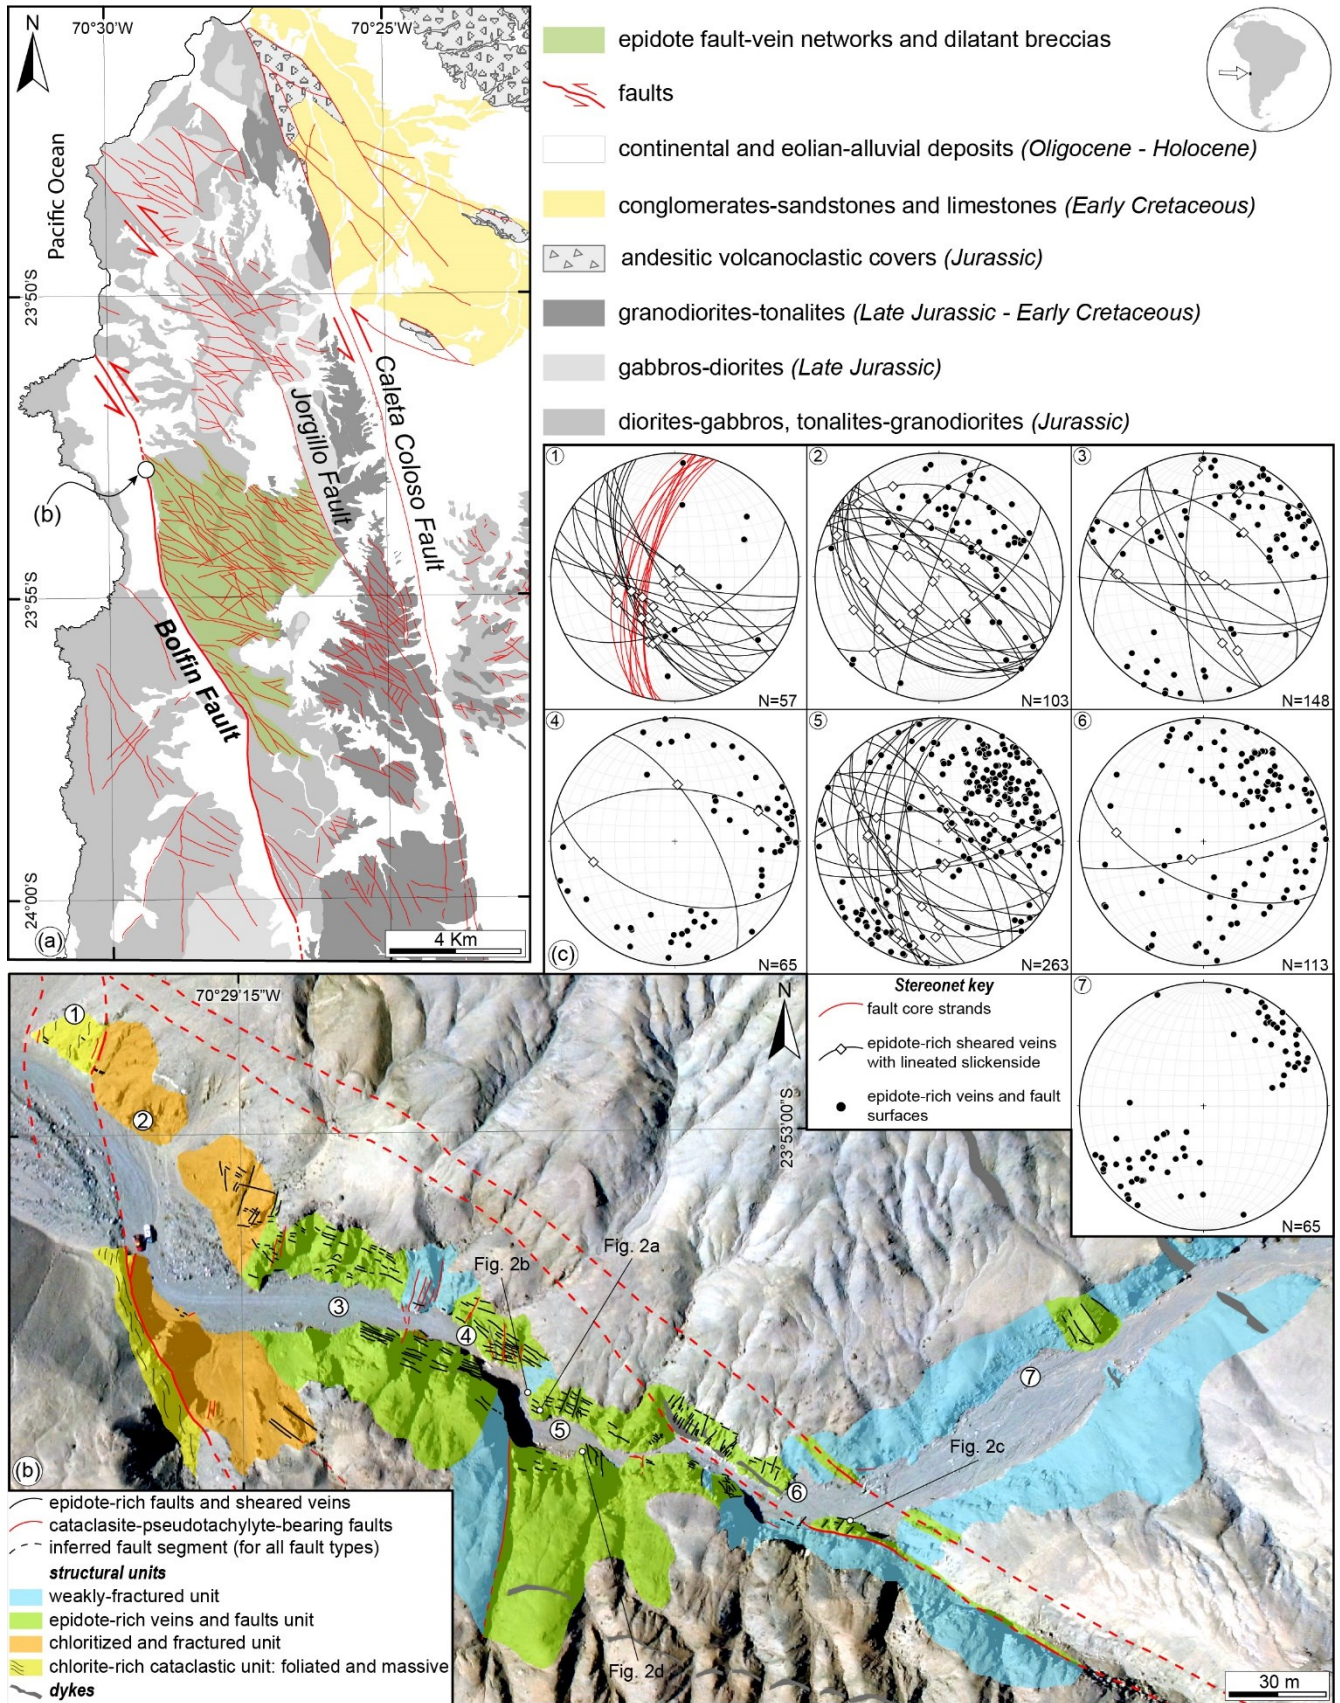 N
70°30'W
70°25'W
Pacific Ocean
23°50'S
23°55'S
24°00'S
Caleta Coloso Fault
Jorgillo Fault
Bolfin Fault
(b)
(a)
4 Km
epidote fault-vein networks and dilatant breccias
faults
continental and eolian-alluvial deposits (Oligocene - Holocene)
conglomerates-sandstones and limestones (Early Cretaceous)
andesitic volcanoclastic covers (Jurassic)
granodiorites-tonalites (Late Jurassic - Early Cretaceous)
gabbros-diorites (Late Jurassic)
diorites-gabbros, tonalites-granodiorites (Jurassic)
1
N=57
2
N=103
3
N=148
4
N=65
5
N=263
6
N=113
(c)
7
N=65
Stereonet key
fault core strands
epidote-rich sheared veins
with lineated slickenside
epidote-rich veins and fault
surfaces
70°29'15"W
N
23°53'00"S
1
2
3
4
5
6
7
Fig. 2b
Fig. 2a
Fig. 2c
Fig. 2d
(b)
30 m
epidote-rich faults and sheared veins
cataclasite-pseudotachylyte-bearing faults
inferred fault segment (for all fault types)
structural units
weakly-fractured unit
epidote-rich veins and faults unit
chloritized and fractured unit
chlorite-rich cataclastic unit: foliated and massive
dykes